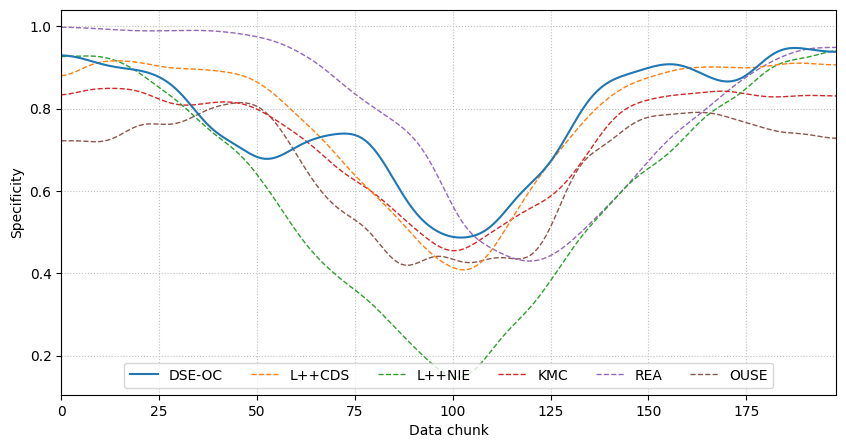 1.0
0.8
0.6
0.4
0.2
Specificity
0 25 50 75 100 125 150 175
Data chunk
DSE-OC L++CDS L++NIE KMC REA OUSE